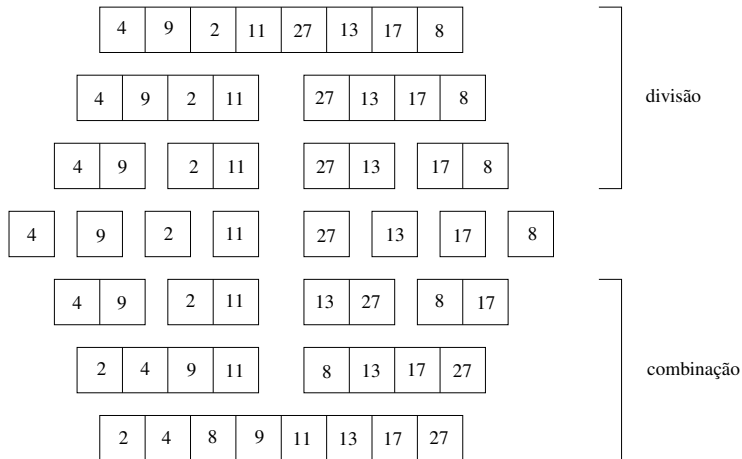 4 9 2 11 27 13 17 8
4 9 2 11 27 13 17 8
divisão
4 9 2 11 27 13 17 8
4 9 2 11 27 13 17 8
4 9 2 11 13 27 8 17
2 4 9 11 8 13 17 27
combinação
2 4 8 9 11 13 17 27